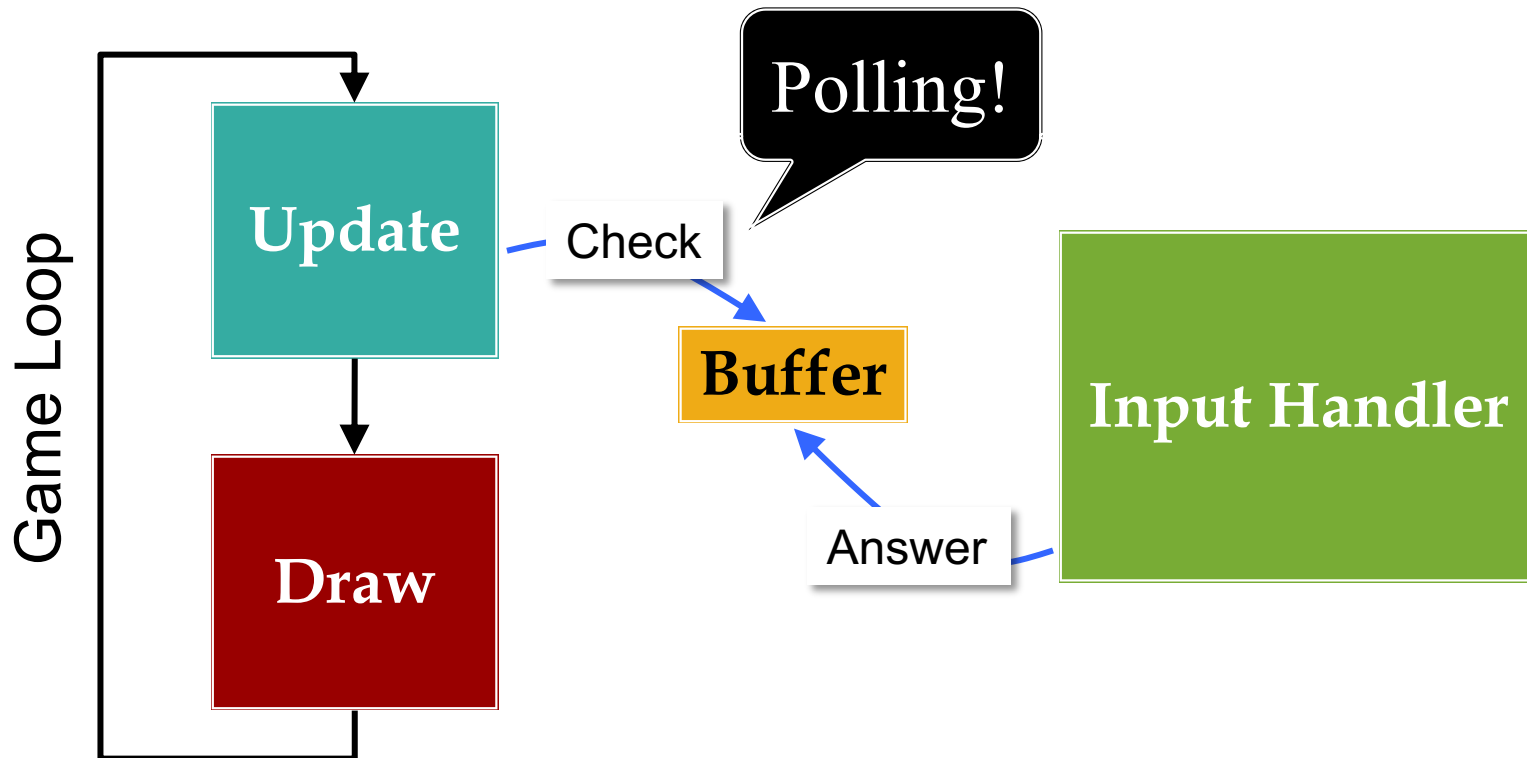 Polling!
Update
Check
Game Loop
Buffer
Input Handler
Answer
Draw